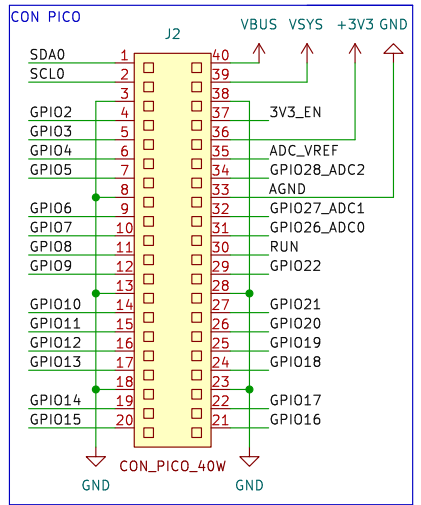 CON PICO
VBUS VSYS +3V3 GND
J2
SDA0 1 40
SCL0 2 39
3 38
GPIO2 4 37 3V3_EN
GPIO3 5 36
GPIO4 6 35 ADC_VREF
GPIO5 7 34 GPIO28_ADC2
8 33 AGND
GPIO6 9 32 GPIO27_ADC1
GPIO7 10 31 GPIO26_ADC0
GPIO8 11 30 RUN
GPIO9 12 29 GPIO22
13 28
GPIO10 14 27 GPIO21
GPIO11 15 26 GPIO20
GPIO12 16 25 GPIO19
GPIO13 17 24 GPIO18
18 23
GPIO14 19 22 GPIO17
GPIO15 20 21 GPIO16
CON_PICO_40W
GND GND